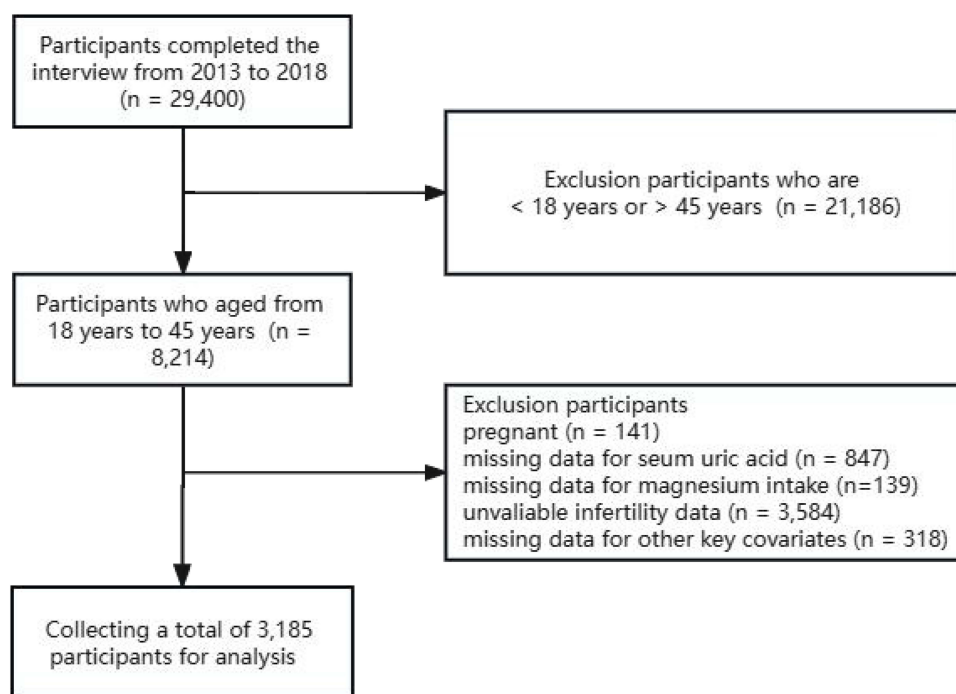 Participants completed the
interview from 2013 to 2018
(n = 29,400)
Exclusion participants who are
< 18 years or > 45 years (n = 21,186)
Participants who aged from
18 years to 45 years (n =
8,214)
Exclusion participants
pregnant (n = 141)
missing data for seum uric acid (n = 847)
missing data for magnesium intake (n=139)
unvaliable infertility data (n = 3,584)
missing data for other key covariates (n = 318)
Collecting a total of 3,185
participants for analysis